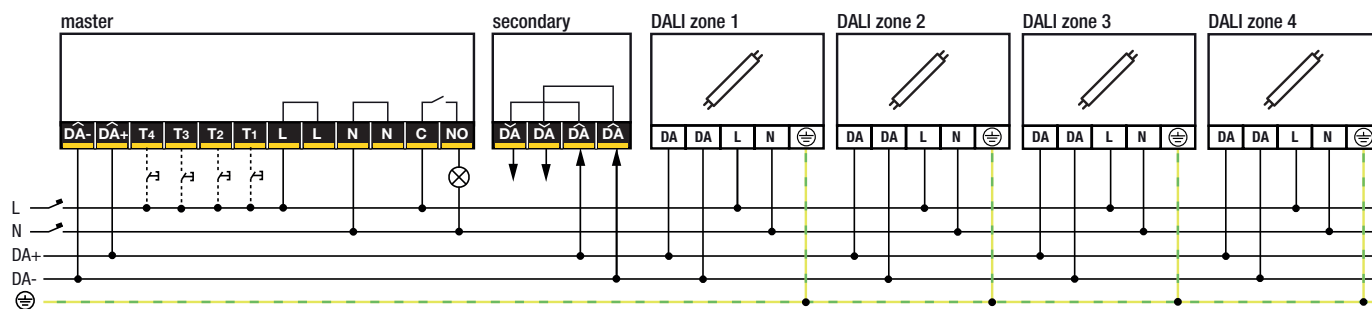 master secondary DALI zone 1 DALI zone 2 DALI zone 3 DALI zone 4
DA- DA+ T4 T3 T2 T1 L L N N C NO DA DA DA DA DA DA L N DA DA L N DA DA L N DA DA L N
L
N
DA+
DA-